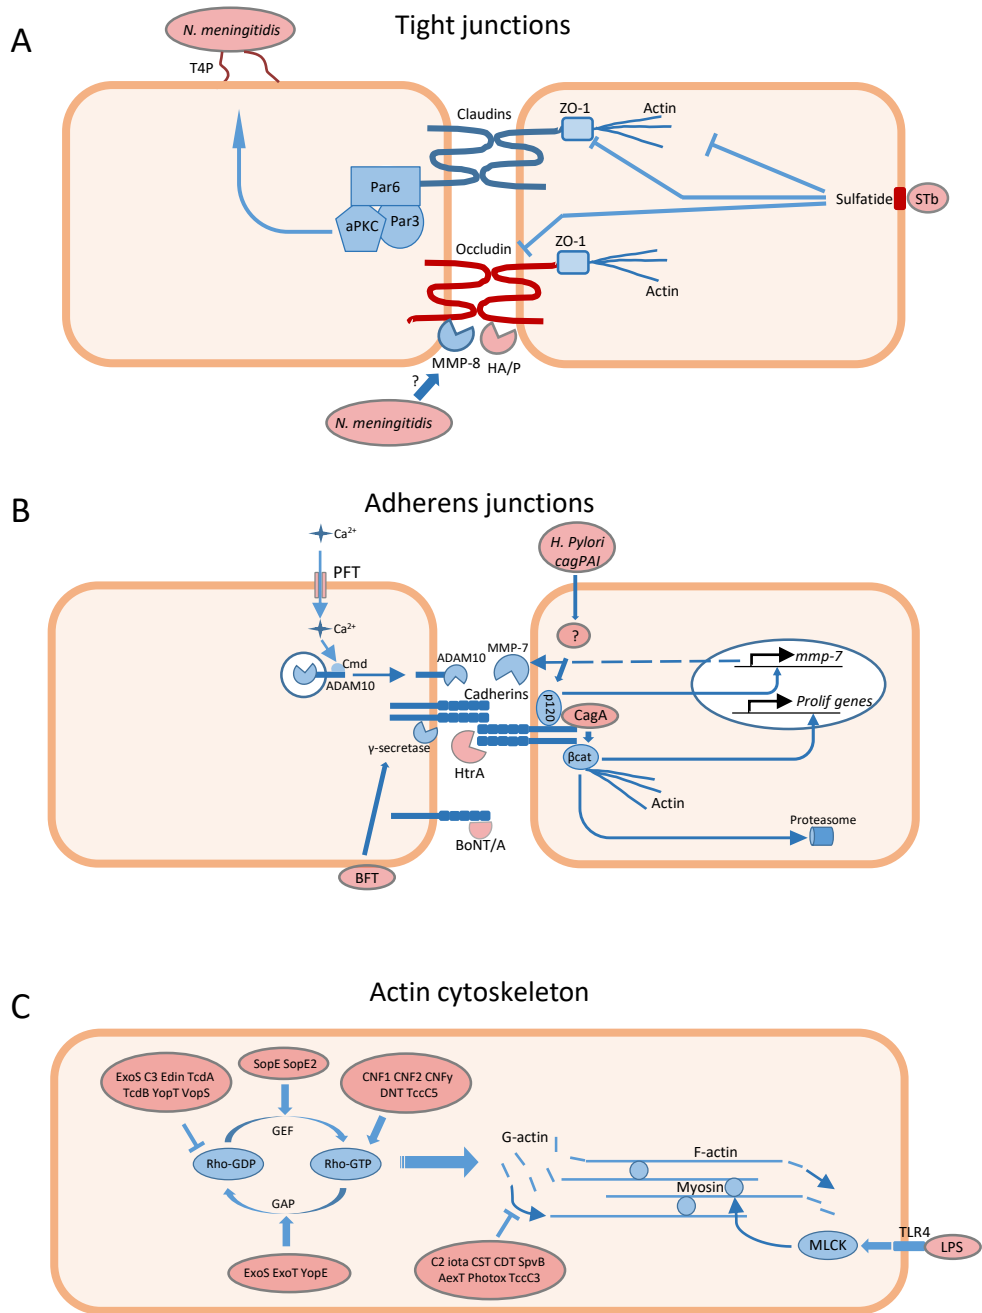 A
Tight junctions
N. meningitidis
T4P
Claudins
ZO-1
Actin
Par6
aPKC
Par3
Sulfatide
STb
Occludin
ZO-1
Actin
MMP-8
HA/P
?
N. meningitidis
B
Adherens junctions
Ca2+
PFT
Ca2+
Cmd
ADAM10
ADAM10
H. Pylori
cagPAI
?
MMP-7
Cadherins
p120
CagA
mmp-7
Prolif genes
γ-secretase
HtrA
βcat
Actin
Proteasome
BoNT/A
BFT
C
Actin cytoskeleton
ExoS C3 Edin TcdA
TcdB YopT VopS
SopE SopE2
CNF1 CNF2 CNFγ
DNT TccC5
GEF
Rho-GDP
Rho-GTP
GAP
ExoS ExoT YopE
G-actin
F-actin
Myosin
C2 iota CST CDT SpvB
AexT Photox TccC3
MLCK
TLR4
LPS